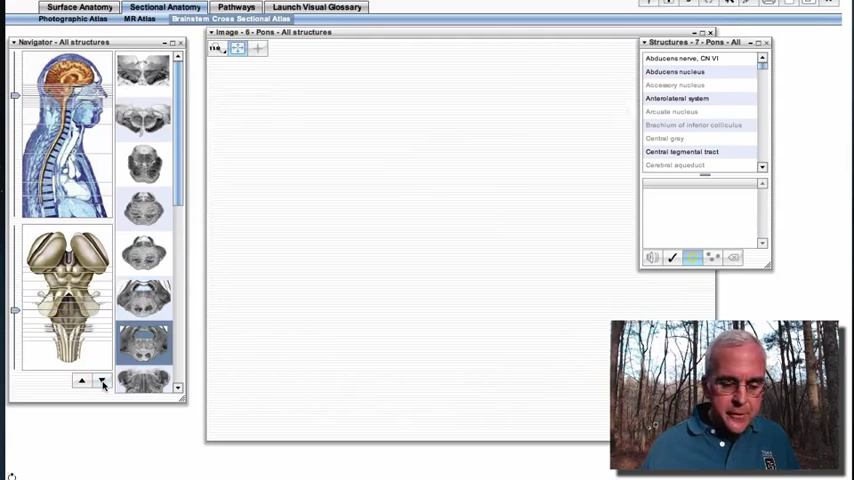 Surface Anatomy
Sectional Anatomy
Pathways
Launch Visual Glossary
Photographic Atlas
MR Atlas
Brainstem Cross Sectional Atlas
Navigator - All structures
Image - 6 - Pons - All structures
Structures - 7 - Pons - All
Abducens nerve, CN VI
Abducens nucleus
Accessory nucleus
Anterolateral system
Arcuate nucleus
Brachium of inferior colliculus
Central gray
Central tegmental tract
Cerebral aqueduct